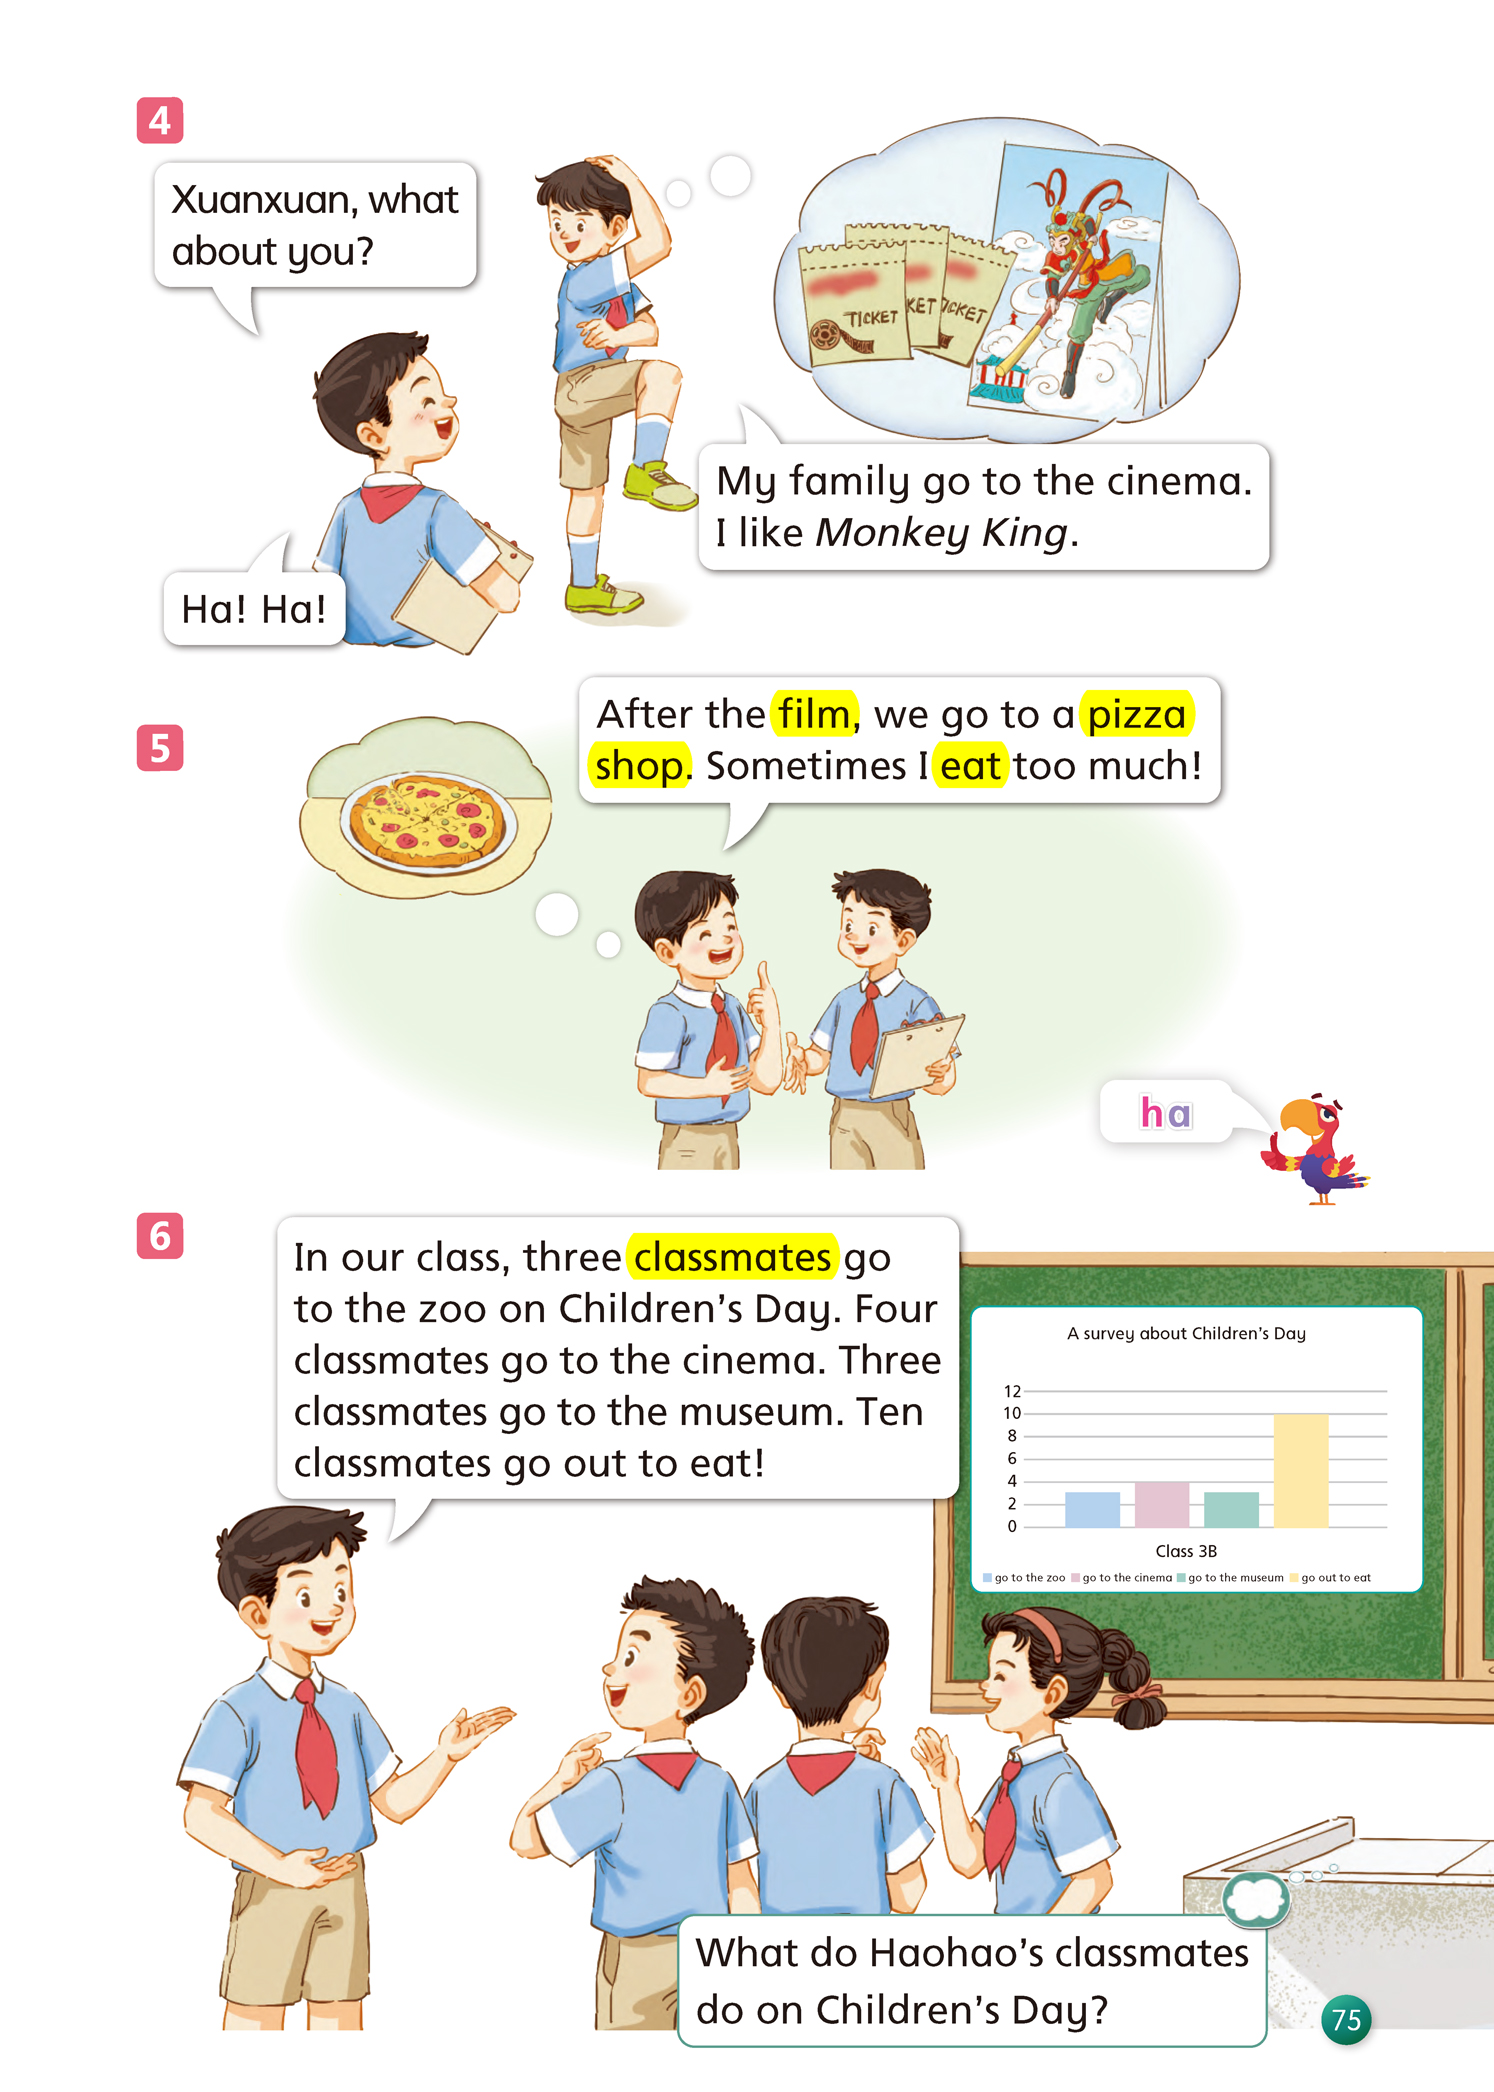 4
Xuanxuan, what
about you?
TICKET
KET
TICKET
My family go to the cinema.
I like Monkey King.
Ha! Ha!
5
After the film, we go to a pizza
shop. Sometimes I eat too much!
ha
6
In our class, three classmates go
to the zoo on Children's Day. Four
classmates go to the cinema. Three
classmates go to the museum. Ten
classmates go out to eat!
A survey about Children's Day
12
10
8
6
4
2
0
Class 3B
go to the zoo go to the cinema go to the museum go out to eat
What do Haohao's classmates
do on Children's Day?
75